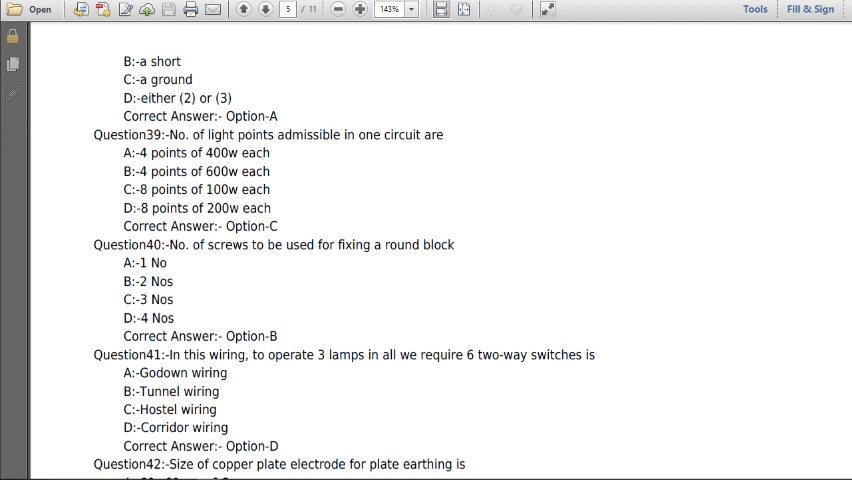 Open
5 / 11
143%
Tools
Fill & Sign
B:-a short
C:-a ground
D:-either (2) or (3)
Correct Answer:- Option-A
Question39:-No. of light points admissible in one circuit are
A:-4 points of 400w each
B:-4 points of 600w each
C:-8 points of 100w each
D:-8 points of 200w each
Correct Answer:- Option-C
Question40:-No. of screws to be used for fixing a round block
A:-1 No
B:-2 Nos
C:-3 Nos
D:-4 Nos
Correct Answer:- Option-B
Question41:-In this wiring, to operate 3 lamps in all we require 6 two-way switches is
A:-Godown wiring
B:-Tunnel wiring
C:-Hostel wiring
D:-Corridor wiring
Correct Answer:- Option-D
Question42:-Size of copper plate electrode for plate earthing is